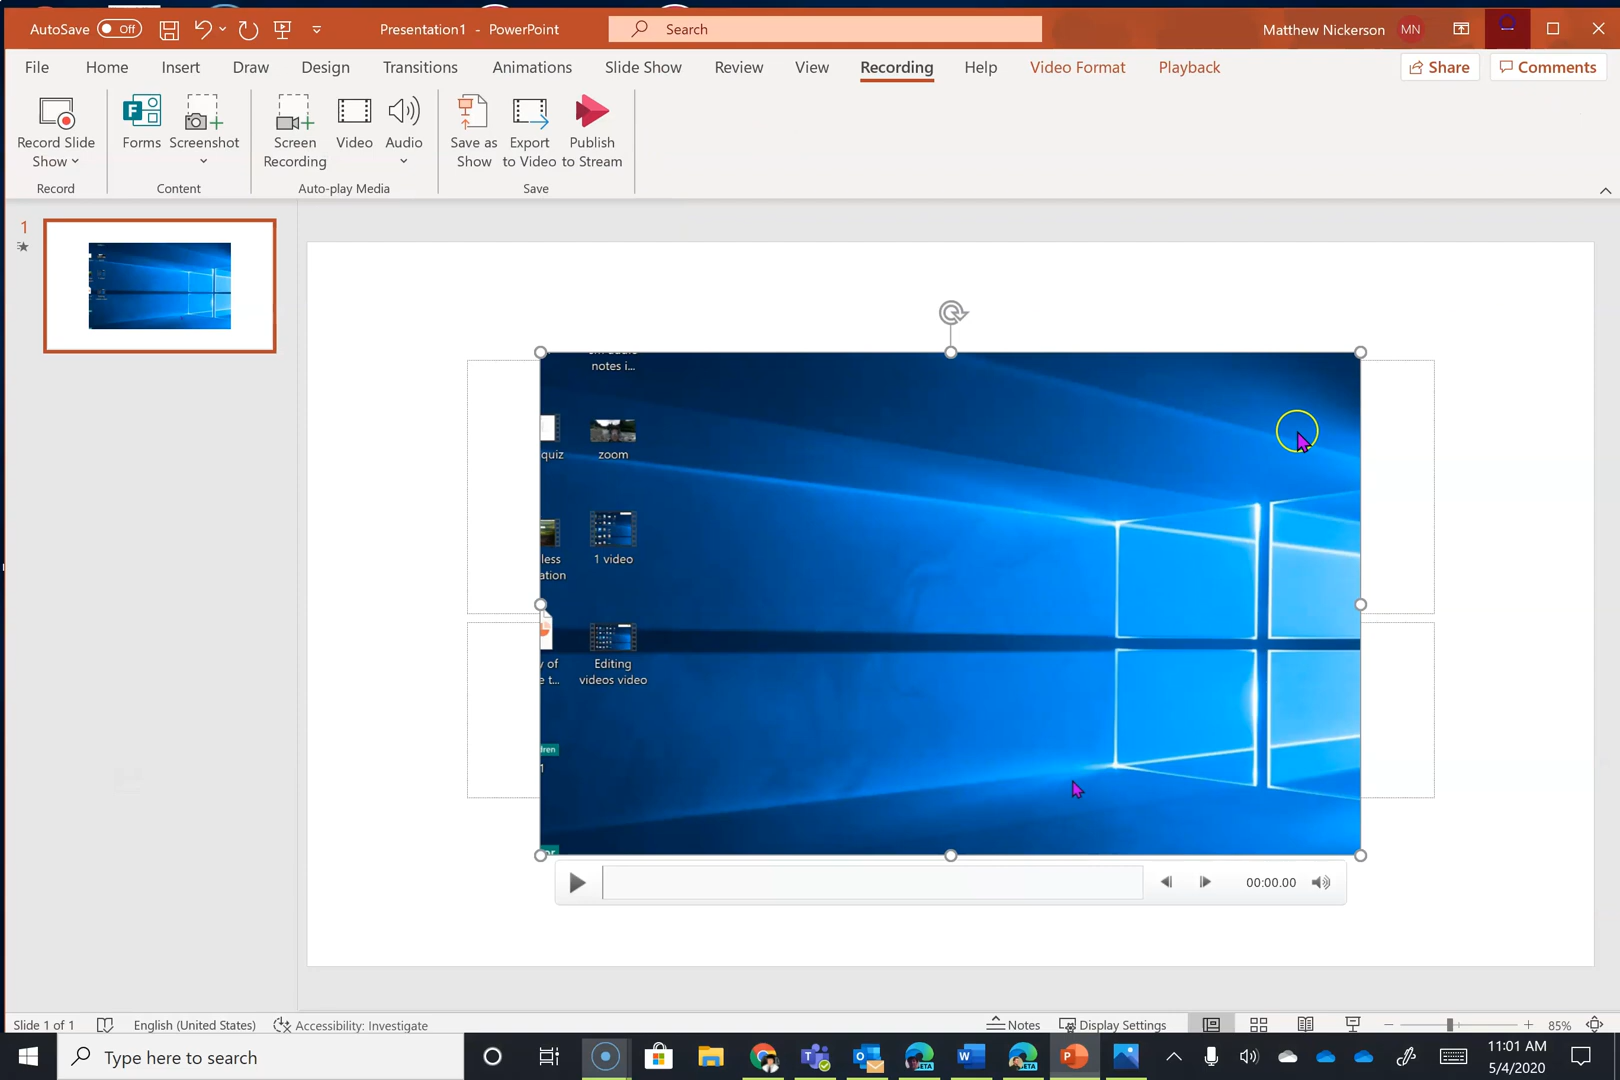 AutoSave Off
Presentation1 - PowerPoint
Search
Matthew Nickerson MN
File Home Insert Draw Design Transitions Animations Slide Show Review View Recording Help Video Format Playback
Share Comments
Record Slide Show
Forms
Screenshot
Screen Recording
Video
Audio
Save as Show
Export to Video
Publish to Stream
Record Content Auto-play Media Save
1
notes i...
quiz
zoom
less
ation
1 video
y of
e t...
Editing
videos video
dren
1
or
00:00.00
Slide 1 of 1 English (United States) Accessibility: Investigate Notes Display Settings 85%
Type here to search
11:01 AM
5/4/2020